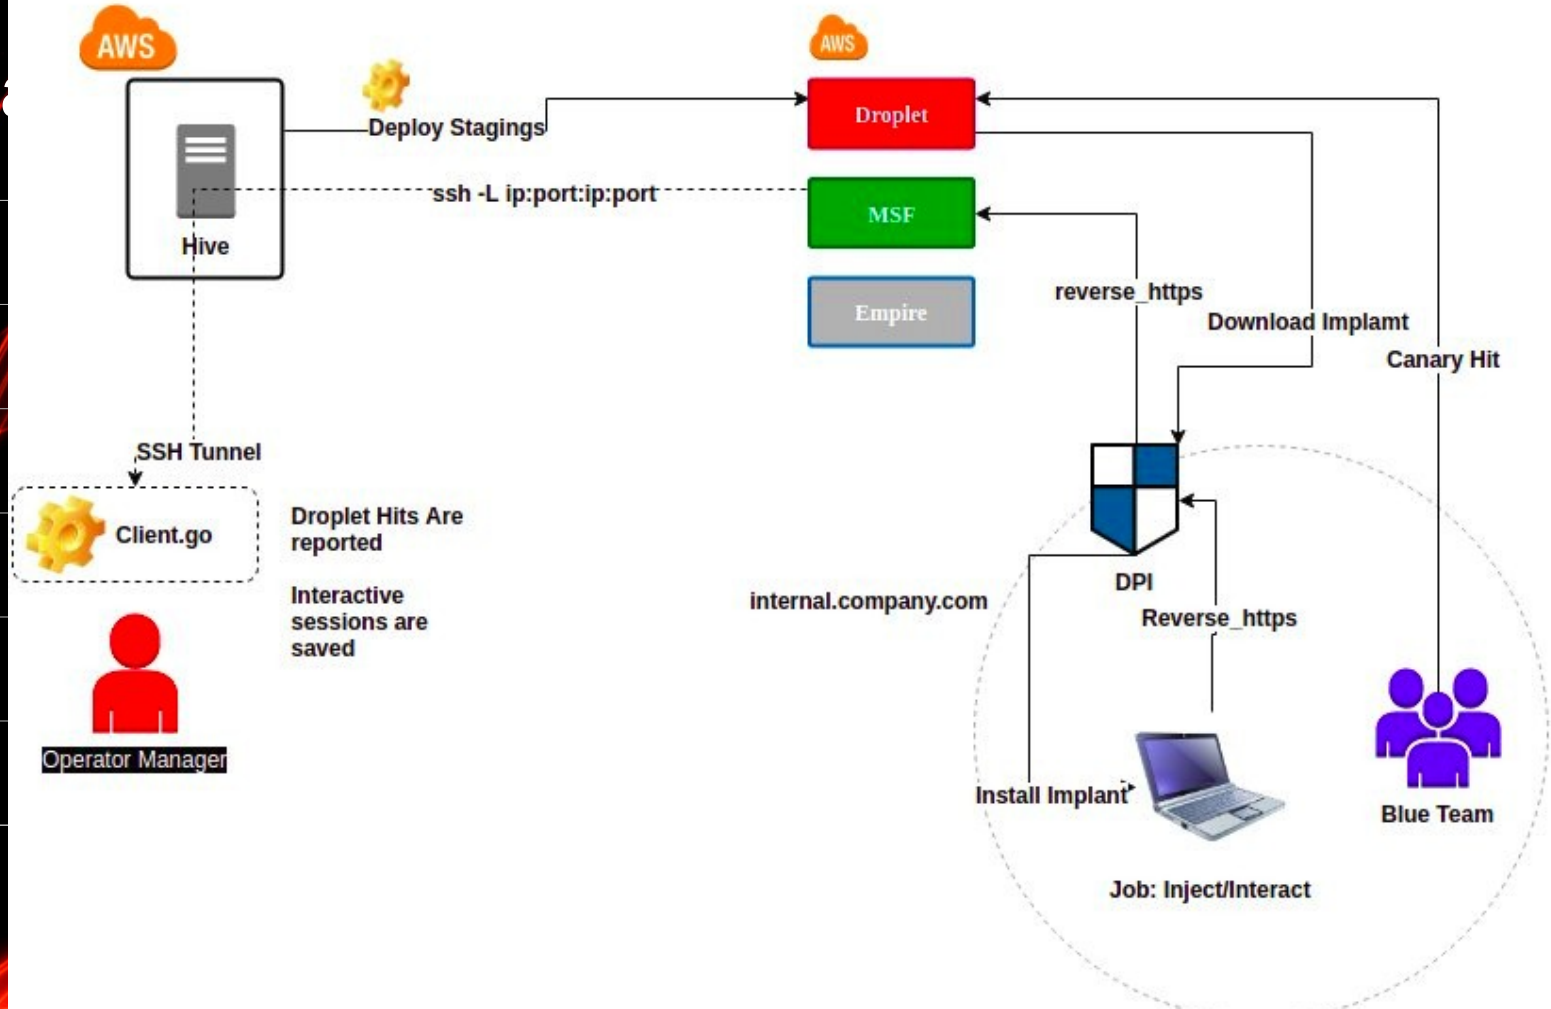 AWS
AWS
Deploy Stagings
Droplet
ssh -L ip:port:ip:port
MSF
Hive
reverse_https
Empire
Download Implamt
Canary Hit
SSH Tunnel
Client.go
Droplet Hits Are
reported
Interactive
sessions are
saved
DPI
internal.company.com
Reverse_https
Operator Manager
Install Implant
Blue Team
Job: Inject/Interact